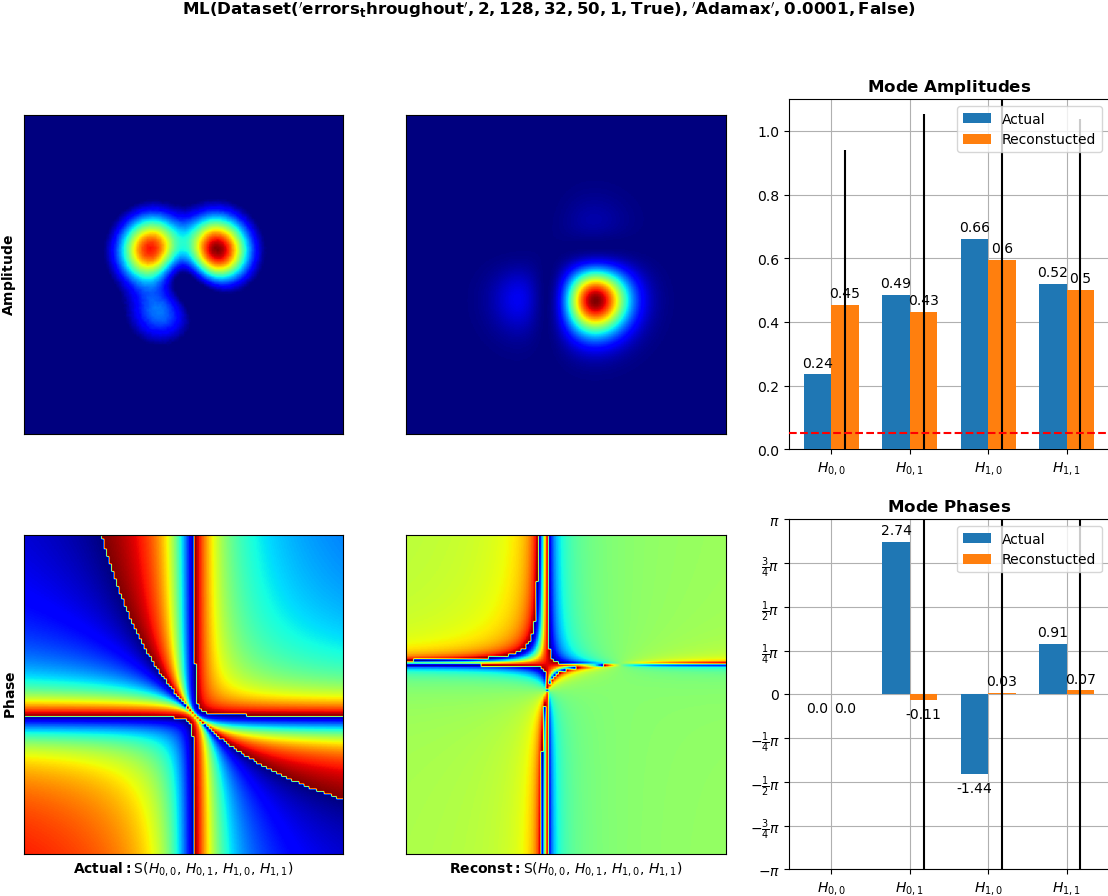 ML(Dataset('errors_throughout', 2, 128, 32, 50, 1, True), 'Adamax', 0.0001, False)
Amplitude
Mode Amplitudes
Actual
Reconstucted
1.0
0.8
0.6
0.4
0.2
0.0
0.24
0.45
0.49
0.43
0.66
0.6
0.52
0.5
H0,0
H0,1
H1,0
H1,1
Phase
Mode Phases
Actual
Reconstucted
π
3/4π
1/2π
1/4π
0
−1/4π
−1/2π
−3/4π
−π
0.0
0.0
2.74
-0.11
-1.44
0.03
0.91
0.07
H0,0
H0,1
H1,0
H1,1
Actual: S(H0,0, H0,1, H1,0, H1,1)
Reconst: S(H0,0, H0,1, H1,0, H1,1)